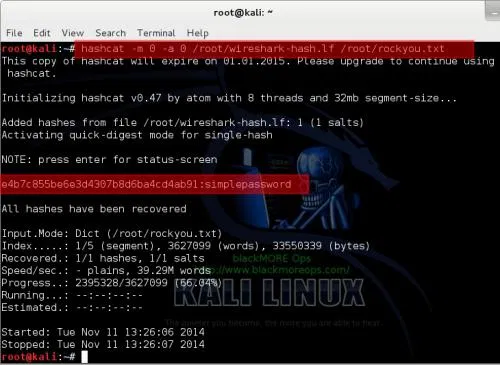 root@kali: ~
File Edit View Search Terminal Help
root@kali:~# hashcat -m 0 -a 0 /root/wireshark-hash.lf /root/rockyou.txt
This copy of hashcat will expire on 01.01.2015. Please upgrade to continue using
hashcat.
Initializing hashcat v0.47 by atom with 8 threads and 32mb segment-size...
Added hashes from file /root/wireshark-hash.lf: 1 (1 salts)
Activating quick-digest mode for single-hash
NOTE: press enter for status-screen
e4b7c855be6e3d4307b8d6ba4cd4ab91:simplepassword
All hashes have been recovered
Input.Mode: Dict (/root/rockyou.txt)
Index.....: 1/5 (segment), 3627099 (words), 33550339 (bytes)
Recovered.: 1/1 hashes, 1/1 salts
Speed/sec.: - plains, 39.29M words
Progress..: 2395328/3627099 (66.04%)
Running...: --:--:--:--
Estimated.: --:--:--:--
blackMORE Ops
http://www.blackmoreops.com/
KALI LINUX
The quieter you become, the more you are able to hear.
Started: Tue Nov 11 13:26:06 2014
Stopped: Tue Nov 11 13:26:07 2014
root@kali:~#